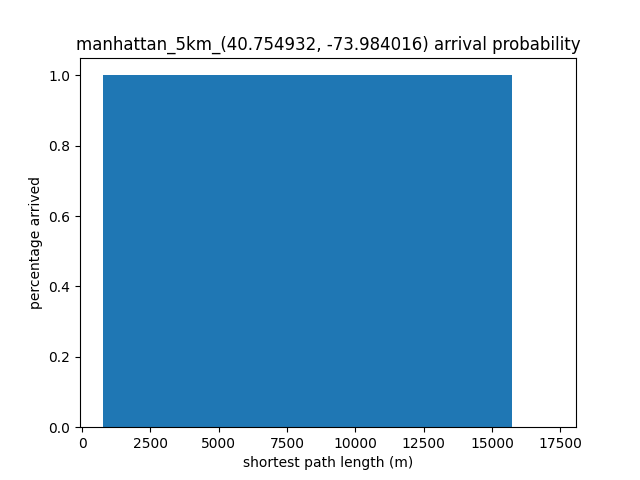 manhattan_5km_(40.754932, -73.984016) arrival probability
1.0
0.8
0.6
0.4
0.2
0.0
percentage arrived
0 2500 5000 7500 10000 12500 15000 17500
shortest path length (m)